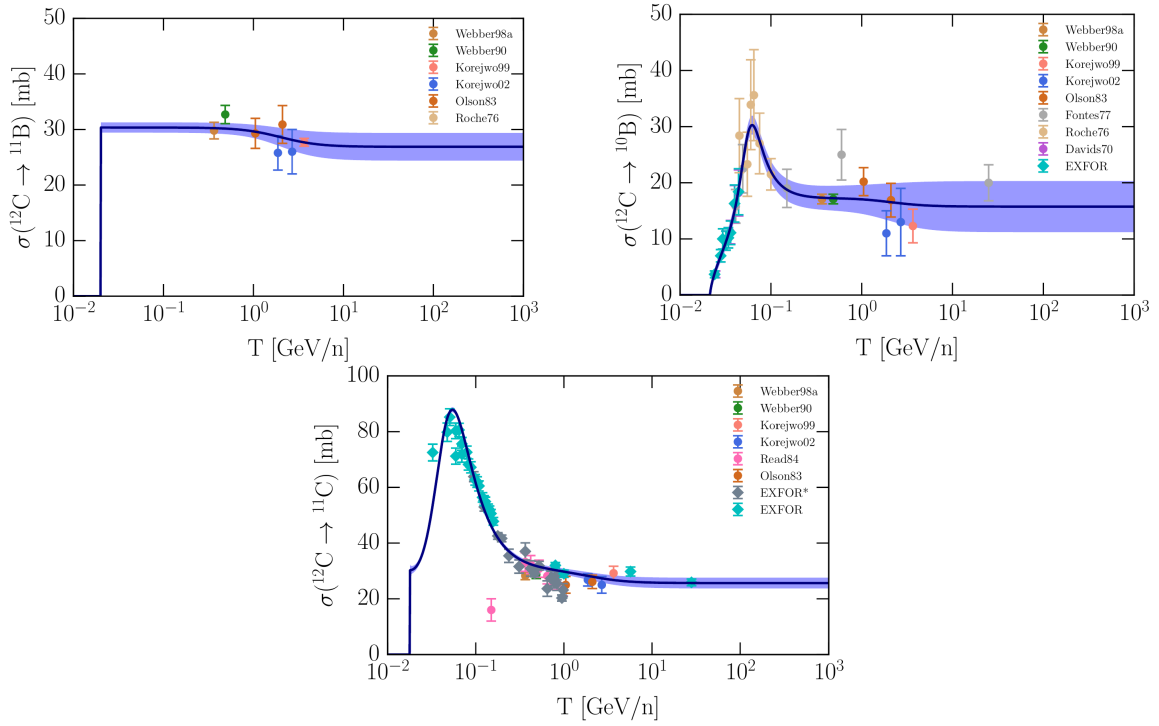 σ(¹²C → ¹¹B) [mb]
50
40
30
20
10
0
Webber98a
Webber90
Korejwo99
Korejwo02
Olson83
Roche76
10⁻² 10⁻¹ 10⁰ 10¹ 10² 10³
T [GeV/n]
σ(¹²C → ¹⁰B) [mb]
50
40
30
20
10
0
Webber98a
Webber90
Korejwo99
Korejwo02
Olson83
Fontes77
Roche76
Davids70
EXFOR
10⁻² 10⁻¹ 10⁰ 10¹ 10² 10³
T [GeV/n]
σ(¹²C → ¹¹C) [mb]
100
80
60
40
20
0
Webber98a
Webber90
Korejwo99
Korejwo02
Read84
Olson83
EXFOR*
EXFOR
10⁻² 10⁻¹ 10⁰ 10¹ 10² 10³
T [GeV/n]